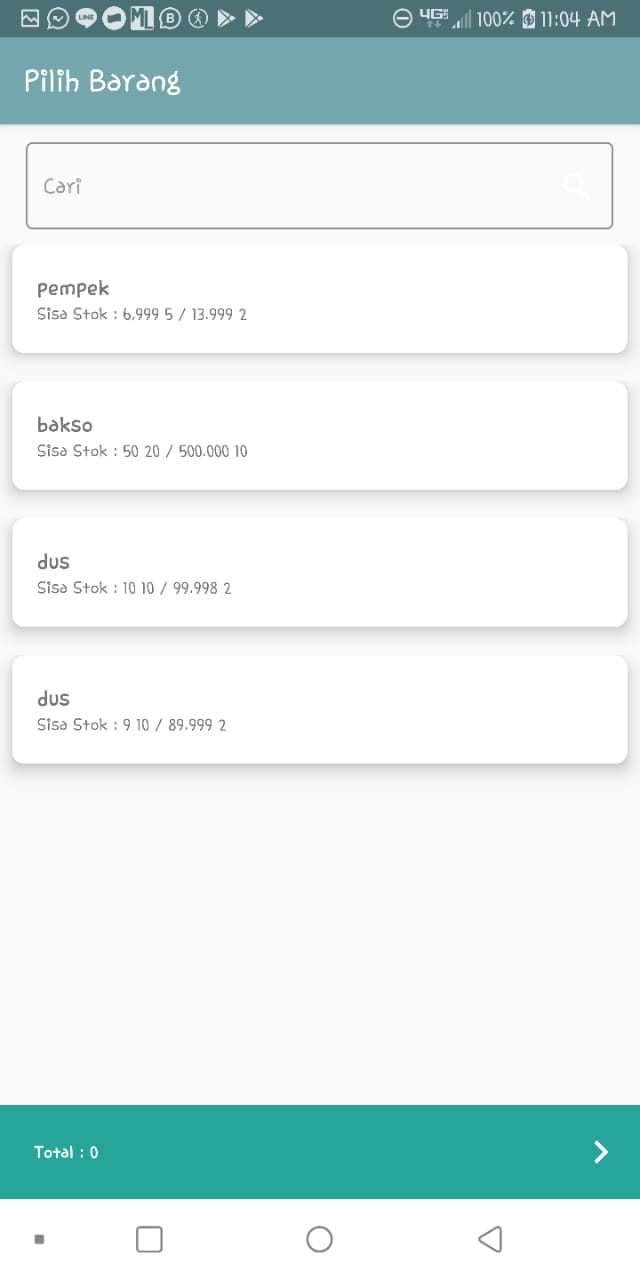 LINE
ML
B
4G
100%
11:04 AM
Pilih Barang
Cari
pempek
Sisa Stok : 6,999 5 / 13.999 2
bakso
Sisa Stok : 50 20 / 500.000 10
dus
Sisa Stok : 10 10 / 99.998 2
dus
Sisa Stok : 9 10 / 89.999 2
Total : 0